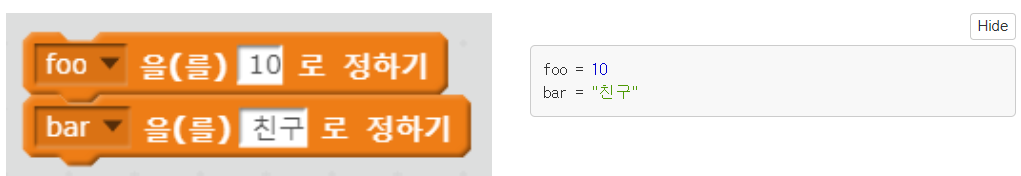 foo 을(를) 10 로 정하기
bar 을(를) 친구 로 정하기
Hide
foo = 10
bar = "친구"